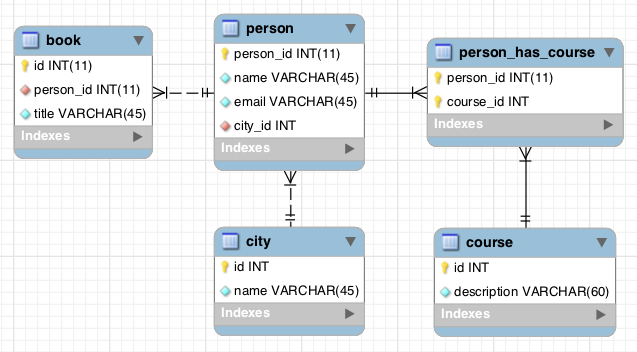 book
id INT(11)
person_id INT(11)
title VARCHAR(45)
Indexes
person
person_id INT(11)
name VARCHAR(45)
email VARCHAR(45)
city_id INT
Indexes
person_has_course
person_id INT(11)
course_id INT
Indexes
city
id INT
name VARCHAR(45)
Indexes
course
id INT
description VARCHAR(60)
Indexes